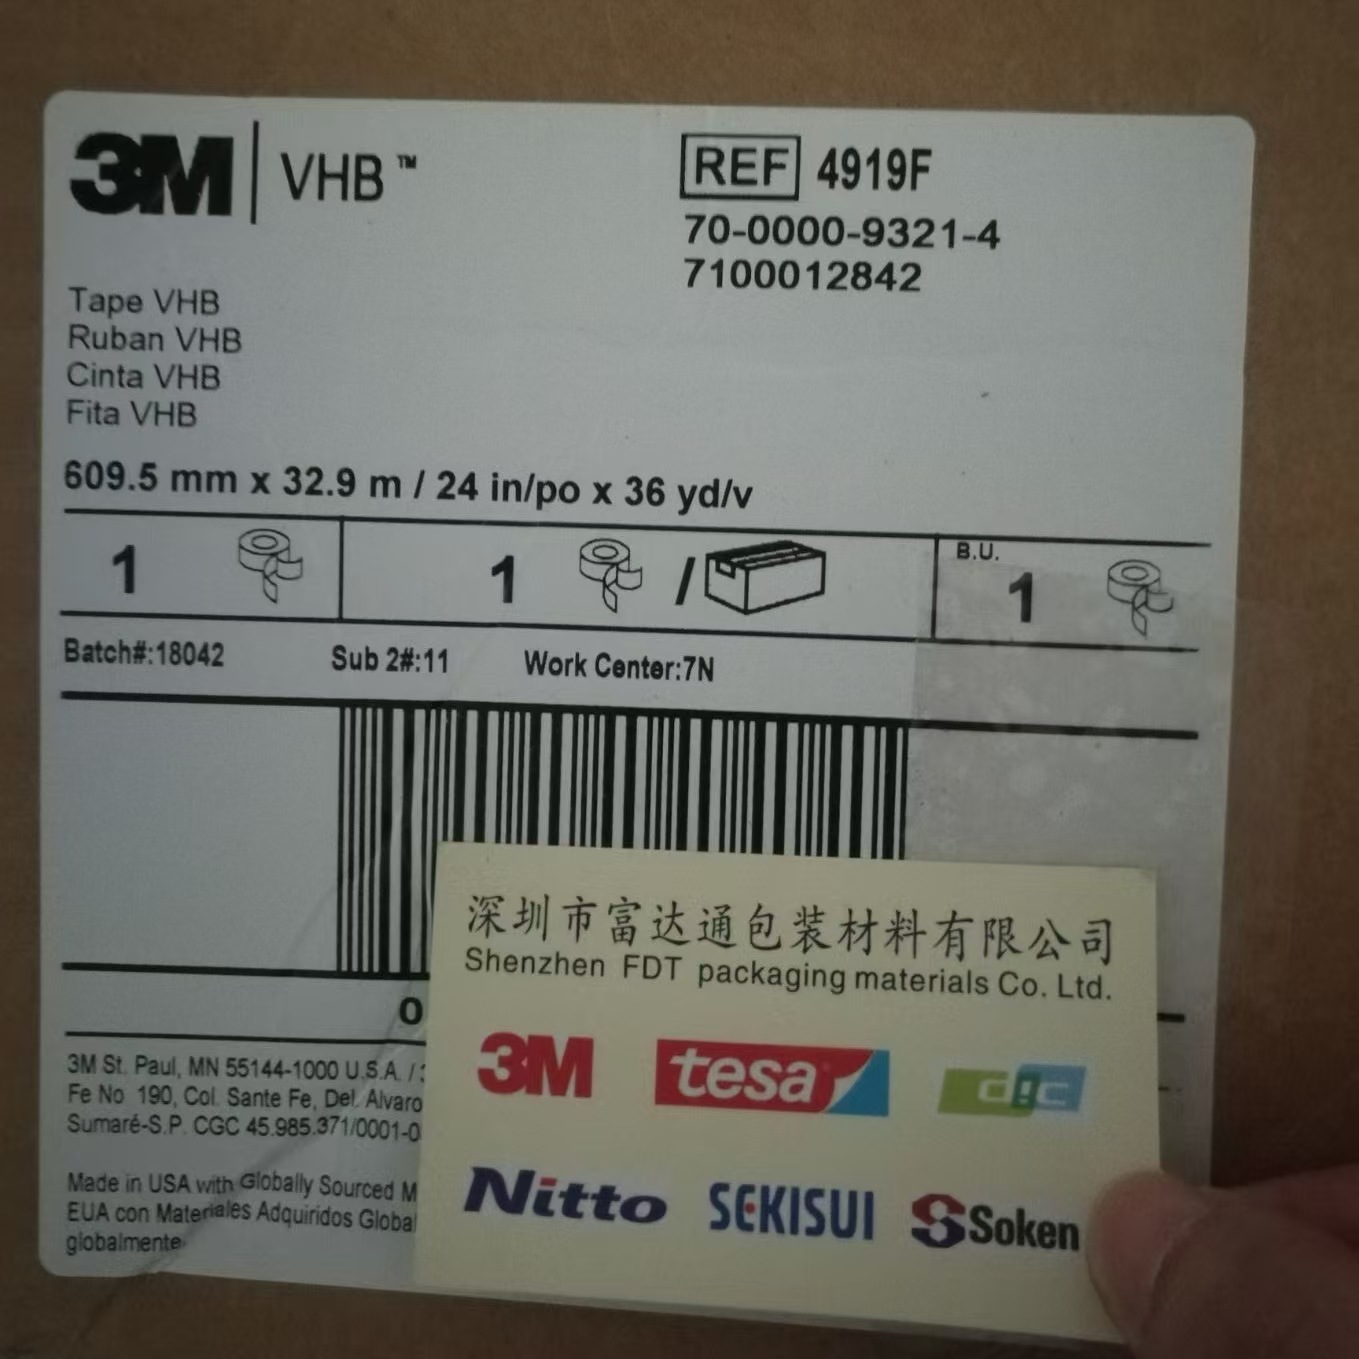 3M VHB™
REF 4919F
70-0000-9321-4
7100012842
Tape VHB
Ruban VHB
Cinta VHB
Fita VHB
609.5 mm x 32.9 m / 24 in/po x 36 yd/v
1 1 / B.U. 1
Batch#:18042 Sub 2#:11 Work Center:7N
0
3M St. Paul, MN 55144-1000 U.S.A. /
Fe No 190, Col. Sante Fe, Del. Alvaro
Sumaré-S.P. CGC 45.985.371/0001-0
Made in USA with Globally Sourced M
EUA con Materiales Adquiridos Global
globalmente
深圳市富达通包装材料有限公司
Shenzhen FDT packaging materials Co. Ltd.
3M tesa dic
Nitto SEKISUI Soken